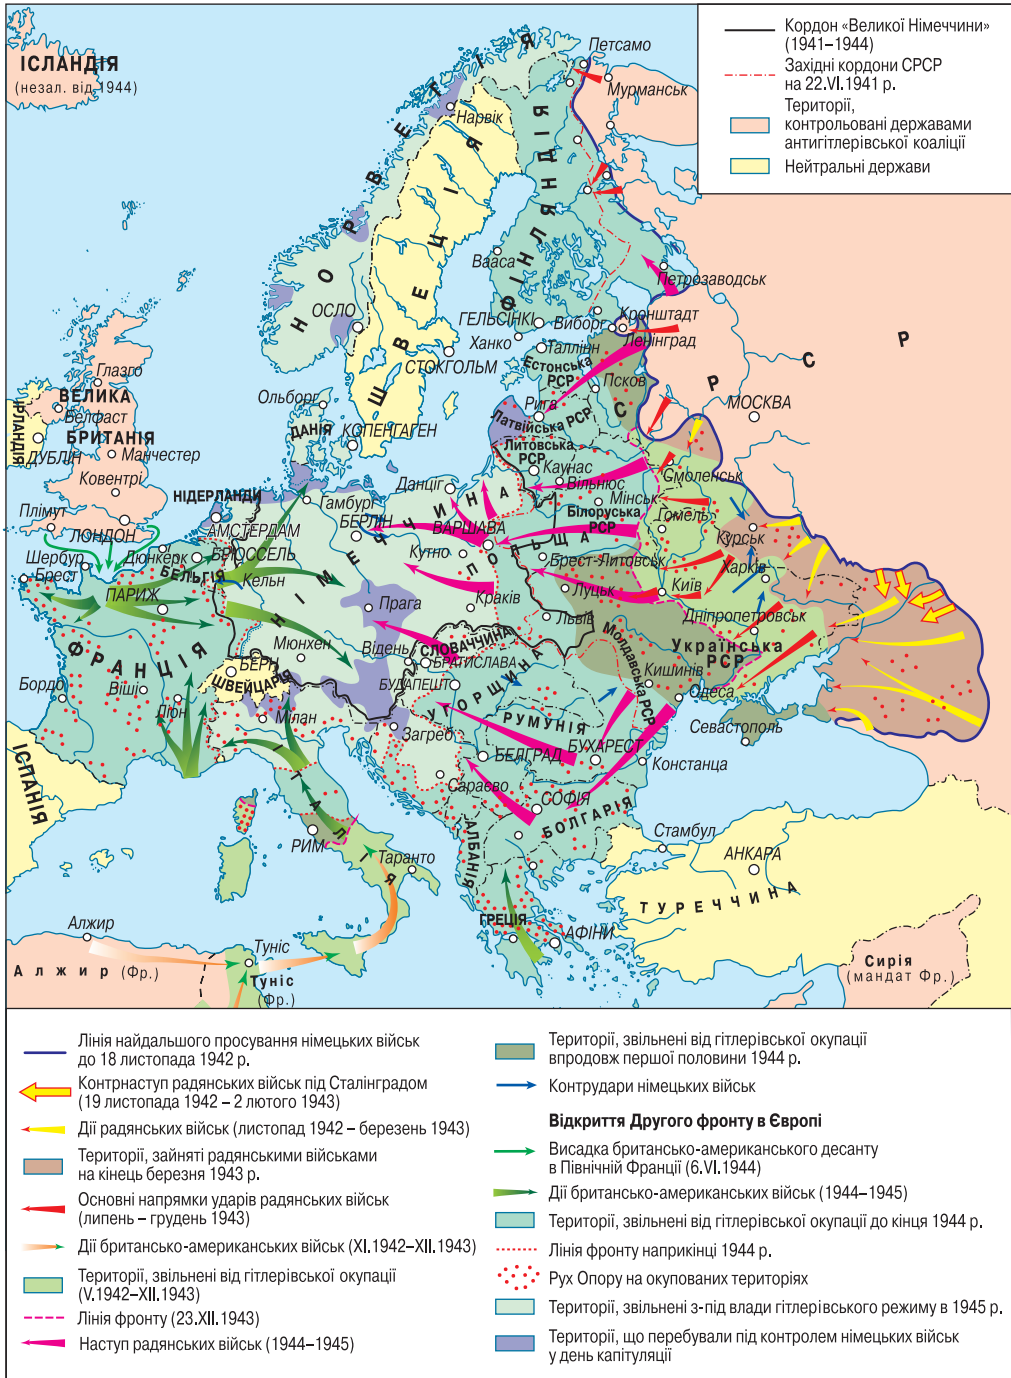 Кордон «Великої Німеччини»
(1941–1944)
Західні кордони СРСР
на 22.VI.1941 р.
Території,
контрольовані державами
антигітлерівської коаліції
Нейтральні держави
ІСЛАНДІЯ
(незал. від 1944)
Петсамо
Мурманськ
Нарвік
НОРВЕГІЯ
ШВЕЦІЯ
ФІНЛЯНДІЯ
СРСР
Вааса
Петрозаводськ
ОСЛО
ГЕЛЬСІНКІ
Виборг
Кронштадт
Ханко
Ленінград
СТОКГОЛЬМ
Таллінн
Естонська
РСР
Псков
Глазго
ВЕЛИКА
БРИТАНІЯ
Белфаст
ІРЛАНДІЯ
ДУБЛІН
Манчестер
Ковентрі
Плімут
ЛОНДОН
Ольборг
ДАНІЯ
КОПЕНГАГЕН
Рига
Латвійська РСР
Литовська
РСР
Каунас
Вільнюс
МОСКВА
Смоленськ
Мінськ
Білоруська
РСР
Гомель
Курськ
Харків
НІДЕРЛАНДИ
АМСТЕРДАМ
Гамбург
БЕРЛІН
Данціг
НІМЕЧЧИНА
ВАРШАВА
Кутно
ПОЛЬЩА
Брест-Литовськ
Луцьк
Київ
Львів
Краків
Дніпропетровськ
Українська
РСР
Шербур
Брест
Дюнкерк
БРЮССЕЛЬ
БЕЛЬГІЯ
Кельн
ПАРИЖ
ФРАНЦІЯ
Прага
Мюнхен
Відень
СЛОВАЧЧИНА
БРАТИСЛАВА
БУДАПЕШТ
УГОРЩИНА
Молдавська РСР
Кишинів
Одеса
Севастополь
БЕРН
ШВЕЙЦАРІЯ
Бордо
Віші
Ліон
Мілан
Загреб
РУМУНІЯ
БЕЛГРАД
БУХАРЕСТ
Констанца
ІСПАНІЯ
ІТАЛІЯ
Сараєво
СОФІЯ
БОЛГАРІЯ
АЛБАНІЯ
РИМ
Таранто
Стамбул
АНКАРА
ТУРЕЧЧИНА
ГРЕЦІЯ
АФІНИ
Алжир
Алжир (Фр.)
Туніс
Туніс
(Фр.)
Сирія
(мандат Фр.)
Лінія найдальшого просування німецьких військ
до 18 листопада 1942 р.
Контрнаступ радянських військ під Сталінградом
(19 листопада 1942 – 2 лютого 1943)
Дії радянських військ (листопад 1942 – березень 1943)
Території, зайняті радянськими військами
на кінець березня 1943 р.
Основні напрямки ударів радянських військ
(липень – грудень 1943)
Дії британсько-американських військ (XI.1942–XII.1943)
Території, звільнені від гітлерівської окупації
(V.1942–XII.1943)
Лінія фронту (23.XII.1943)
Наступ радянських військ (1944–1945)
Території, звільнені від гітлерівської окупації
впродовж першої половини 1944 р.
Контрудари німецьких військ
Відкриття Другого фронту в Європі
Висадка британсько-американського десанту
в Північній Франції (6.VI.1944)
Дії британсько-американських військ (1944–1945)
Території, звільнені від гітлерівської окупації до кінця 1944 р.
Лінія фронту наприкінці 1944 р.
Рух Опору на окупованих територіях
Території, звільнені з-під влади гітлерівського режиму в 1945 р.
Території, що перебували під контролем німецьких військ
у день капітуляції